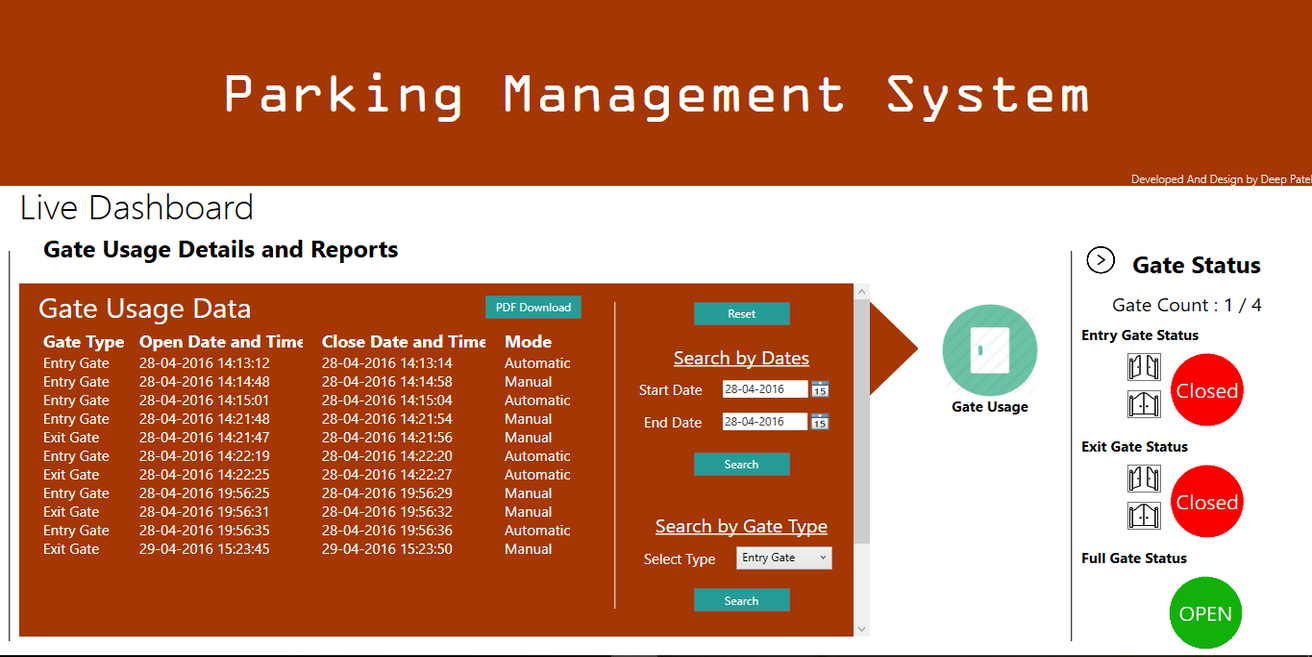 Parking Management System
Developed And Design by Deep Patel
Live Dashboard
Gate Usage Details and Reports
Gate Usage Data
PDF Download
Gate Type Open Date and Time Close Date and Time Mode
Entry Gate 28-04-2016 14:13:12 28-04-2016 14:13:14 Automatic
Entry Gate 28-04-2016 14:14:48 28-04-2016 14:14:58 Manual
Entry Gate 28-04-2016 14:15:01 28-04-2016 14:15:04 Automatic
Entry Gate 28-04-2016 14:21:48 28-04-2016 14:21:54 Manual
Exit Gate 28-04-2016 14:21:47 28-04-2016 14:21:56 Manual
Entry Gate 28-04-2016 14:22:19 28-04-2016 14:22:20 Automatic
Exit Gate 28-04-2016 14:22:25 28-04-2016 14:22:27 Automatic
Entry Gate 28-04-2016 19:56:25 28-04-2016 19:56:29 Manual
Exit Gate 28-04-2016 19:56:31 28-04-2016 19:56:32 Manual
Entry Gate 28-04-2016 19:56:35 28-04-2016 19:56:36 Automatic
Exit Gate 29-04-2016 15:23:45 29-04-2016 15:23:50 Manual
Reset
Search by Dates
Start Date 28-04-2016 15
End Date 28-04-2016 15
Search
Search by Gate Type
Select Type Entry Gate
Search
Gate Usage
Gate Status
Gate Count : 1 / 4
Entry Gate Status
Closed
Exit Gate Status
Closed
Full Gate Status
OPEN